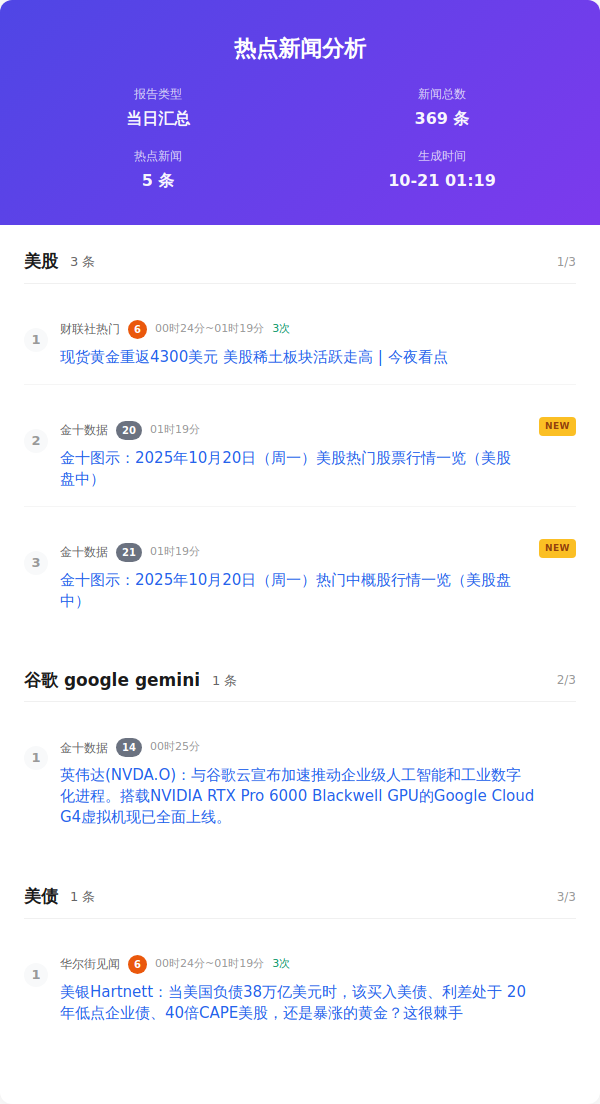 热点新闻分析
报告类型
新闻总数
当日汇总
369 条
热点新闻
生成时间
5 条
10-21 01:19
美股 3 条 1/3
1
财联社热门 6 00时24分~01时19分 3次
现货黄金重返4300美元 美股稀土板块活跃走高 | 今夜看点
2
金十数据 20 01时19分 NEW
金十图示：2025年10月20日（周一）美股热门股票行情一览（美股
盘中）
3
金十数据 21 01时19分 NEW
金十图示：2025年10月20日（周一）热门中概股行情一览（美股盘
中）
谷歌 google gemini 1 条 2/3
1
金十数据 14 00时25分
英伟达(NVDA.O)：与谷歌云宣布加速推动企业级人工智能和工业数字
化进程。搭载NVIDIA RTX Pro 6000 Blackwell GPU的Google Cloud
G4虚拟机现已全面上线。
美债 1 条 3/3
1
华尔街见闻 6 00时24分~01时19分 3次
美银Hartnett：当美国负债38万亿美元时，该买入美债、利差处于 20
年低点企业债、40倍CAPE美股，还是暴涨的黄金？这很棘手